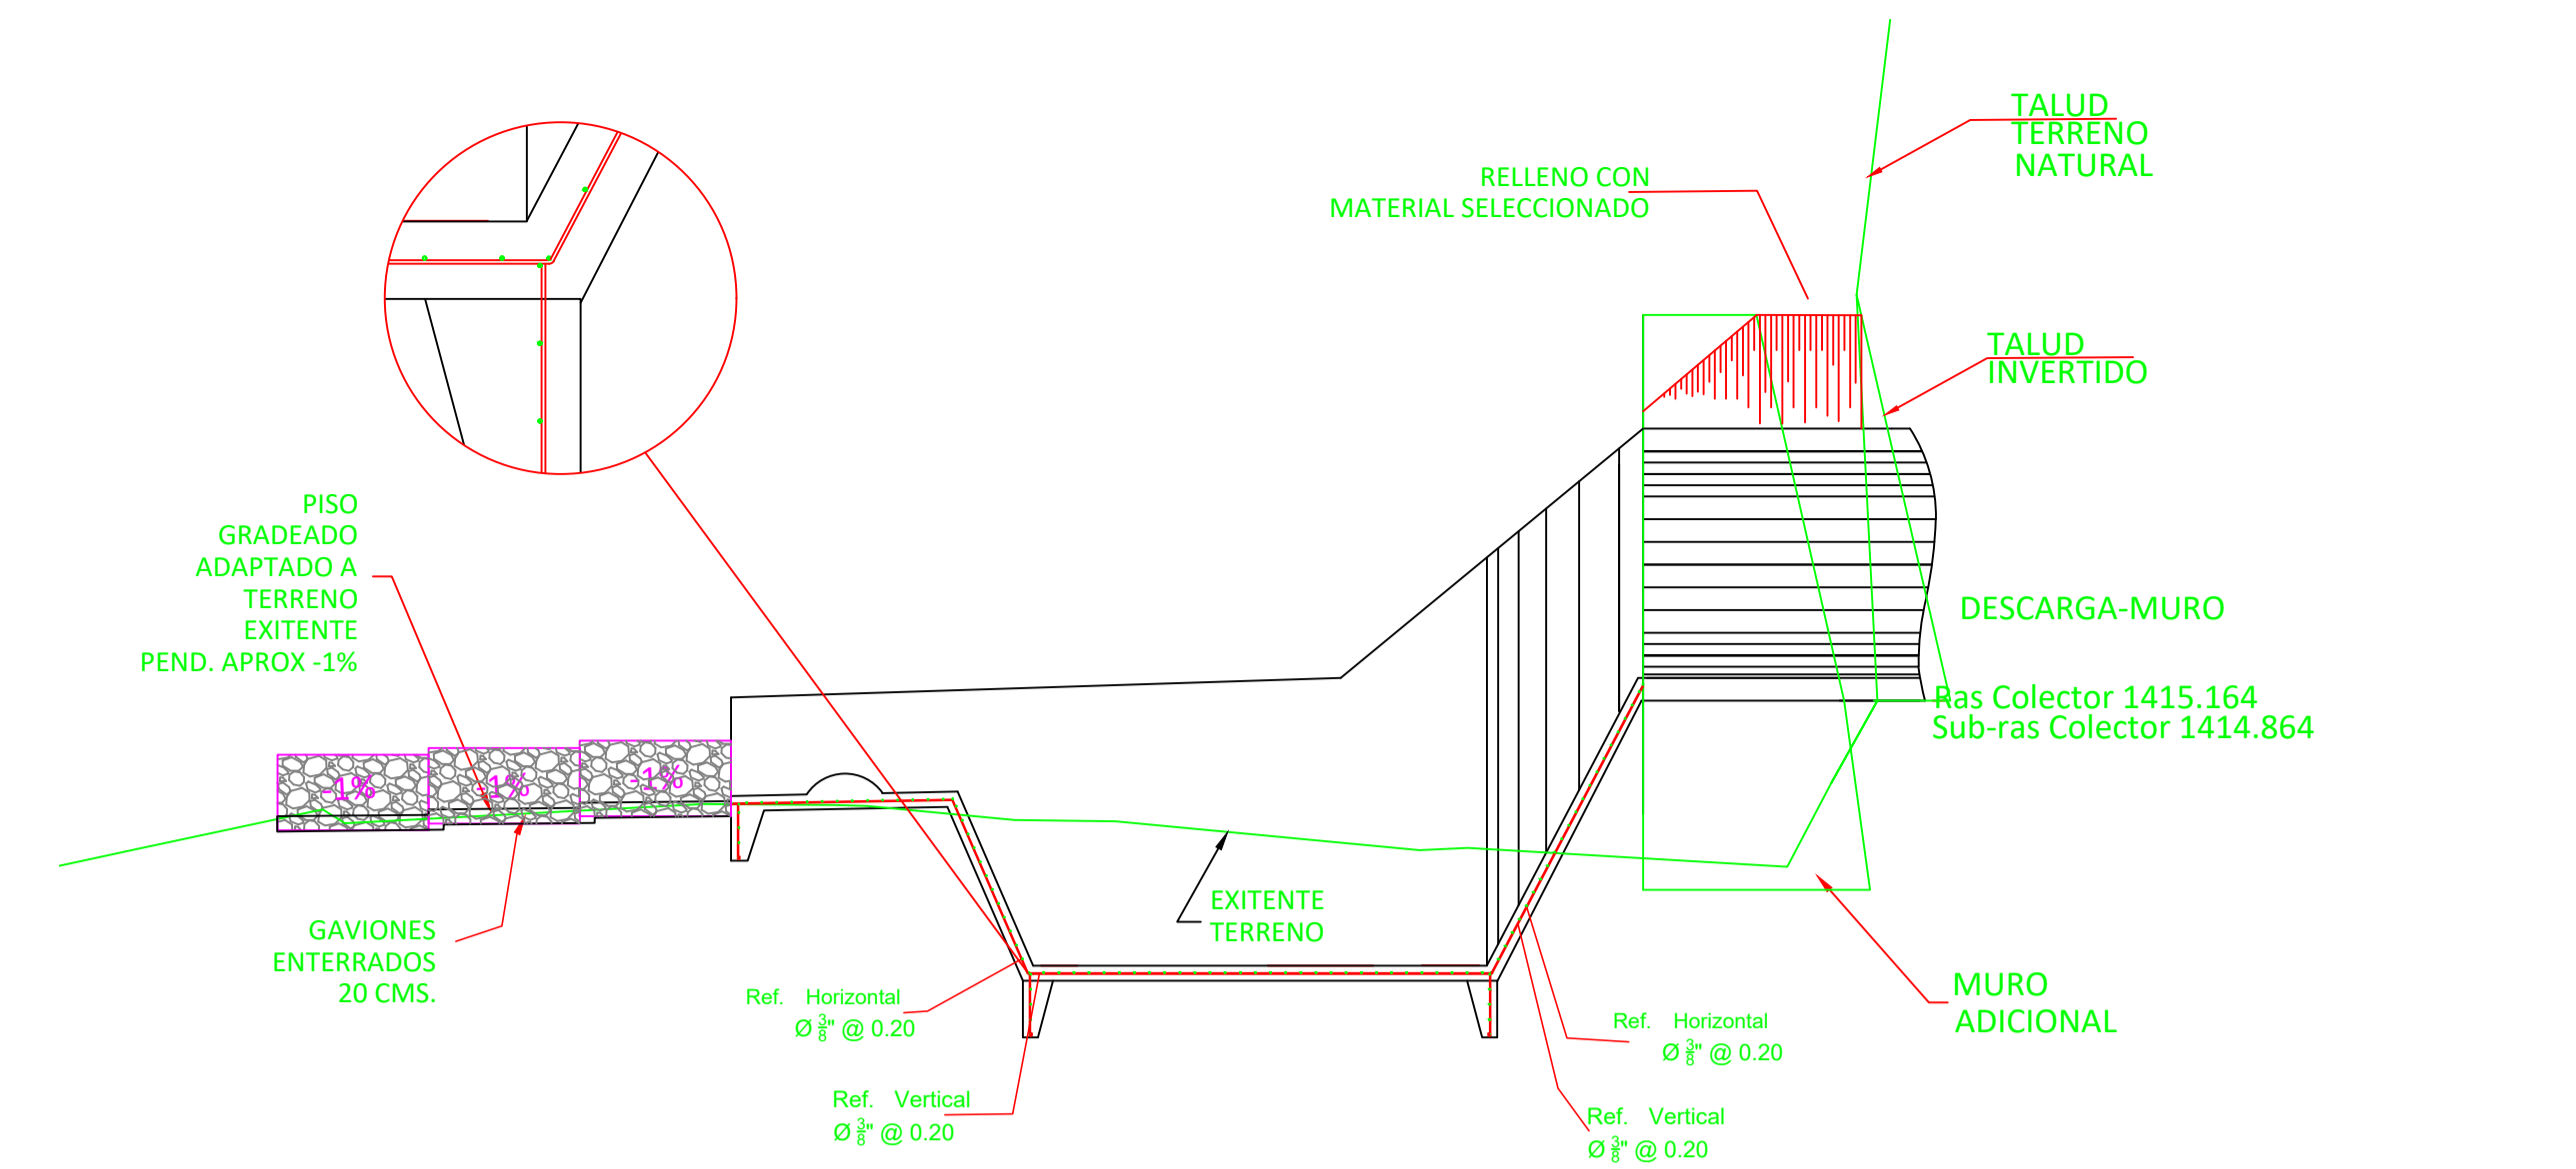 TALUD
TERRENO
NATURAL
RELLENO CON
MATERIAL SELECCIONADO
TALUD
INVERTIDO
PISO
GRADEADO
ADAPTADO A
TERRENO
EXITENTE
PEND. APROX -1%
DESCARGA-MURO
Ras Colector 1415.164
Sub-ras Colector 1414.864
-1%
-1%
-1%
EXITENTE
TERRENO
GAVIONES
ENTERRADOS
20 CMS.
MURO
ADICIONAL
Ref. Horizontal
Ø 3/8" @ 0.20
Ref. Horizontal
Ø 3/8" @ 0.20
Ref. Vertical
Ø 3/8" @ 0.20
Ref. Vertical
Ø 3/8" @ 0.20